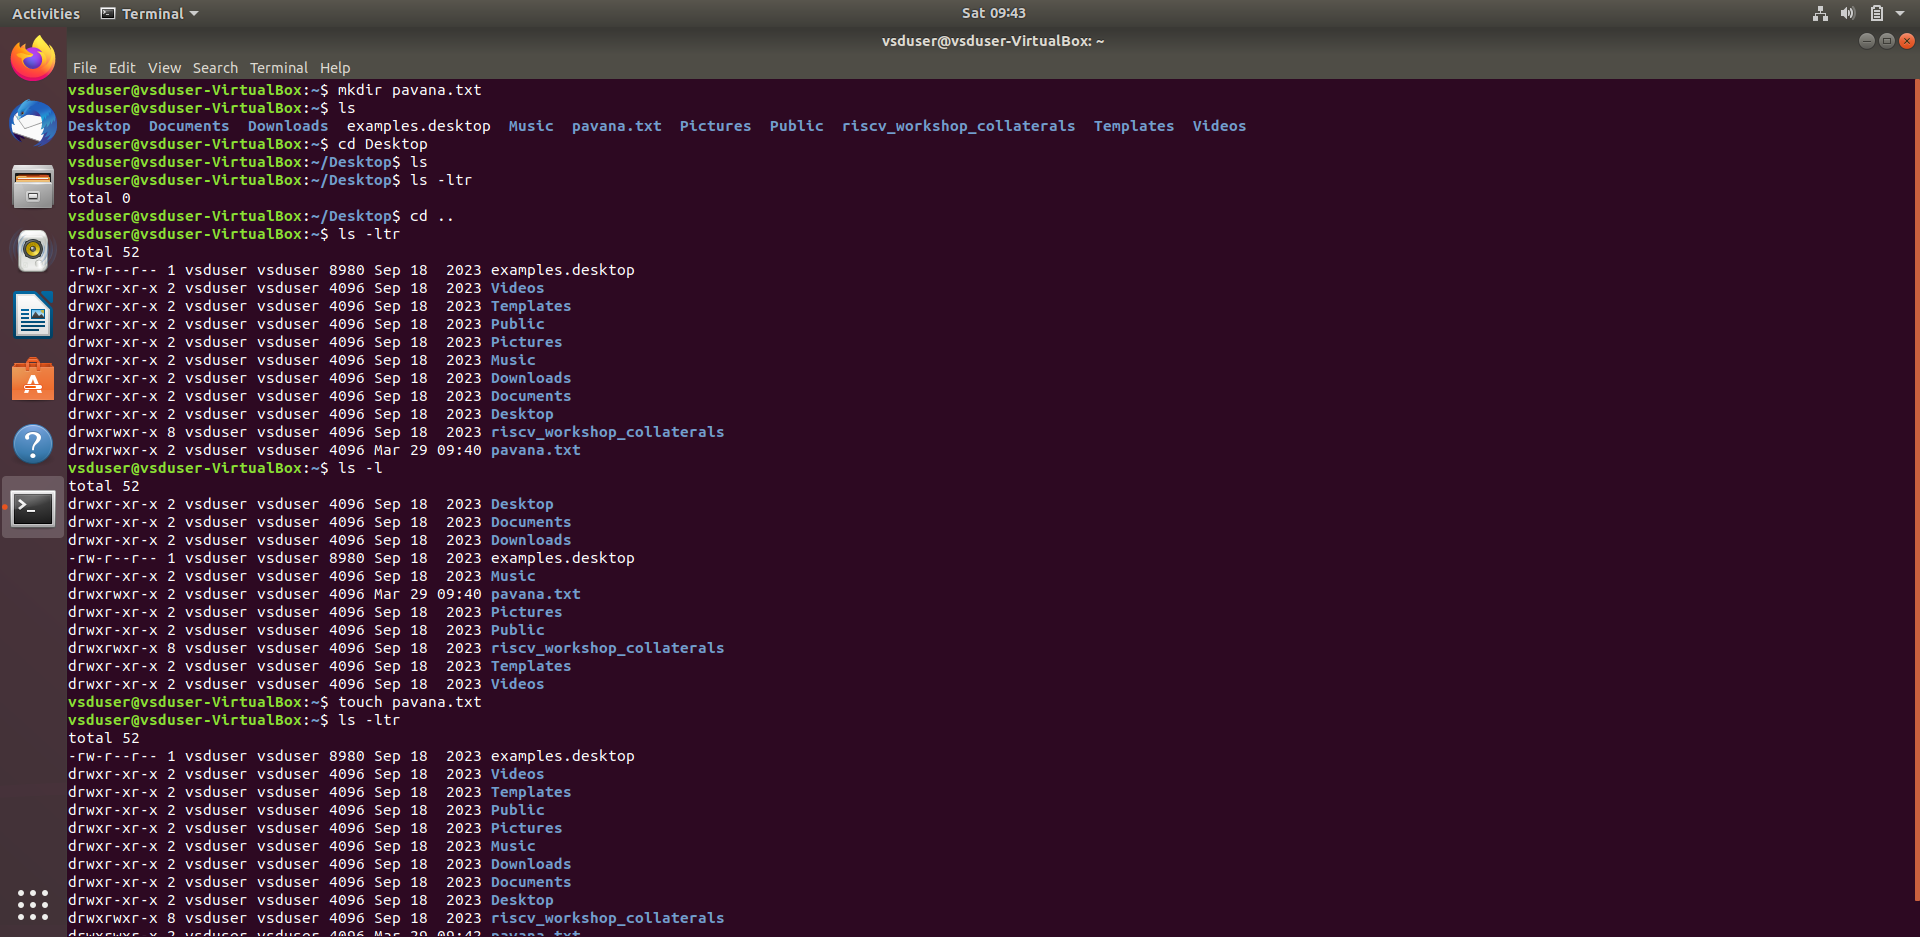 Activities Terminal Sat 09:43
vsduser@vsduser-VirtualBox: ~
File Edit View Search Terminal Help
vsduser@vsduser-VirtualBox:~$ mkdir pavana.txt
vsduser@vsduser-VirtualBox:~$ ls
Desktop  Documents  Downloads  examples.desktop  Music  pavana.txt  Pictures  Public  riscv_workshop_collaterals  Templates  Videos
vsduser@vsduser-VirtualBox:~$ cd Desktop
vsduser@vsduser-VirtualBox:~/Desktop$ ls
vsduser@vsduser-VirtualBox:~/Desktop$ ls -ltr
total 0
vsduser@vsduser-VirtualBox:~/Desktop$ cd ..
vsduser@vsduser-VirtualBox:~$ ls -ltr
total 52
-rw-r--r-- 1 vsduser vsduser 8980 Sep 18  2023 examples.desktop
drwxr-xr-x 2 vsduser vsduser 4096 Sep 18  2023 Videos
drwxr-xr-x 2 vsduser vsduser 4096 Sep 18  2023 Templates
drwxr-xr-x 2 vsduser vsduser 4096 Sep 18  2023 Public
drwxr-xr-x 2 vsduser vsduser 4096 Sep 18  2023 Pictures
drwxr-xr-x 2 vsduser vsduser 4096 Sep 18  2023 Music
drwxr-xr-x 2 vsduser vsduser 4096 Sep 18  2023 Downloads
drwxr-xr-x 2 vsduser vsduser 4096 Sep 18  2023 Documents
drwxr-xr-x 2 vsduser vsduser 4096 Sep 18  2023 Desktop
drwxrwxr-x 8 vsduser vsduser 4096 Sep 18  2023 riscv_workshop_collaterals
drwxrwxr-x 2 vsduser vsduser 4096 Mar 29 09:40 pavana.txt
vsduser@vsduser-VirtualBox:~$ ls -l
total 52
drwxr-xr-x 2 vsduser vsduser 4096 Sep 18  2023 Desktop
drwxr-xr-x 2 vsduser vsduser 4096 Sep 18  2023 Documents
drwxr-xr-x 2 vsduser vsduser 4096 Sep 18  2023 Downloads
-rw-r--r-- 1 vsduser vsduser 8980 Sep 18  2023 examples.desktop
drwxr-xr-x 2 vsduser vsduser 4096 Sep 18  2023 Music
drwxrwxr-x 2 vsduser vsduser 4096 Mar 29 09:40 pavana.txt
drwxr-xr-x 2 vsduser vsduser 4096 Sep 18  2023 Pictures
drwxr-xr-x 2 vsduser vsduser 4096 Sep 18  2023 Public
drwxrwxr-x 8 vsduser vsduser 4096 Sep 18  2023 riscv_workshop_collaterals
drwxr-xr-x 2 vsduser vsduser 4096 Sep 18  2023 Templates
drwxr-xr-x 2 vsduser vsduser 4096 Sep 18  2023 Videos
vsduser@vsduser-VirtualBox:~$ touch pavana.txt
vsduser@vsduser-VirtualBox:~$ ls -ltr
total 52
-rw-r--r-- 1 vsduser vsduser 8980 Sep 18  2023 examples.desktop
drwxr-xr-x 2 vsduser vsduser 4096 Sep 18  2023 Videos
drwxr-xr-x 2 vsduser vsduser 4096 Sep 18  2023 Templates
drwxr-xr-x 2 vsduser vsduser 4096 Sep 18  2023 Public
drwxr-xr-x 2 vsduser vsduser 4096 Sep 18  2023 Pictures
drwxr-xr-x 2 vsduser vsduser 4096 Sep 18  2023 Music
drwxr-xr-x 2 vsduser vsduser 4096 Sep 18  2023 Downloads
drwxr-xr-x 2 vsduser vsduser 4096 Sep 18  2023 Documents
drwxr-xr-x 2 vsduser vsduser 4096 Sep 18  2023 Desktop
drwxrwxr-x 8 vsduser vsduser 4096 Sep 18  2023 riscv_workshop_collaterals
drwxrwxr-x 2 vsduser vsduser 4096 Mar 29 09:42 pavana.txt